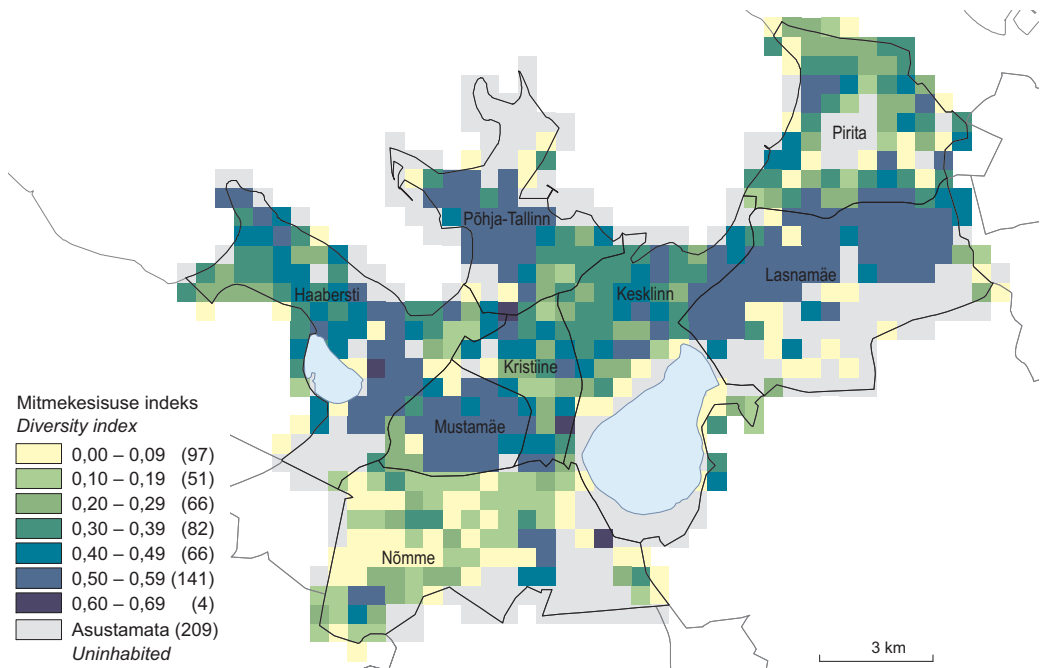 Pirita
Põhja-Tallinn
Lasnamäe
Haabersti
Kesklinn
Kristiine
Mustamäe
Nõmme
Mitmekesisuse indeks
Diversity index
0,00 – 0,09 (97)
0,10 – 0,19 (51)
0,20 – 0,29 (66)
0,30 – 0,39 (82)
0,40 – 0,49 (66)
0,50 – 0,59 (141)
0,60 – 0,69 (4)
Asustamata (209)
Uninhabited
3 km